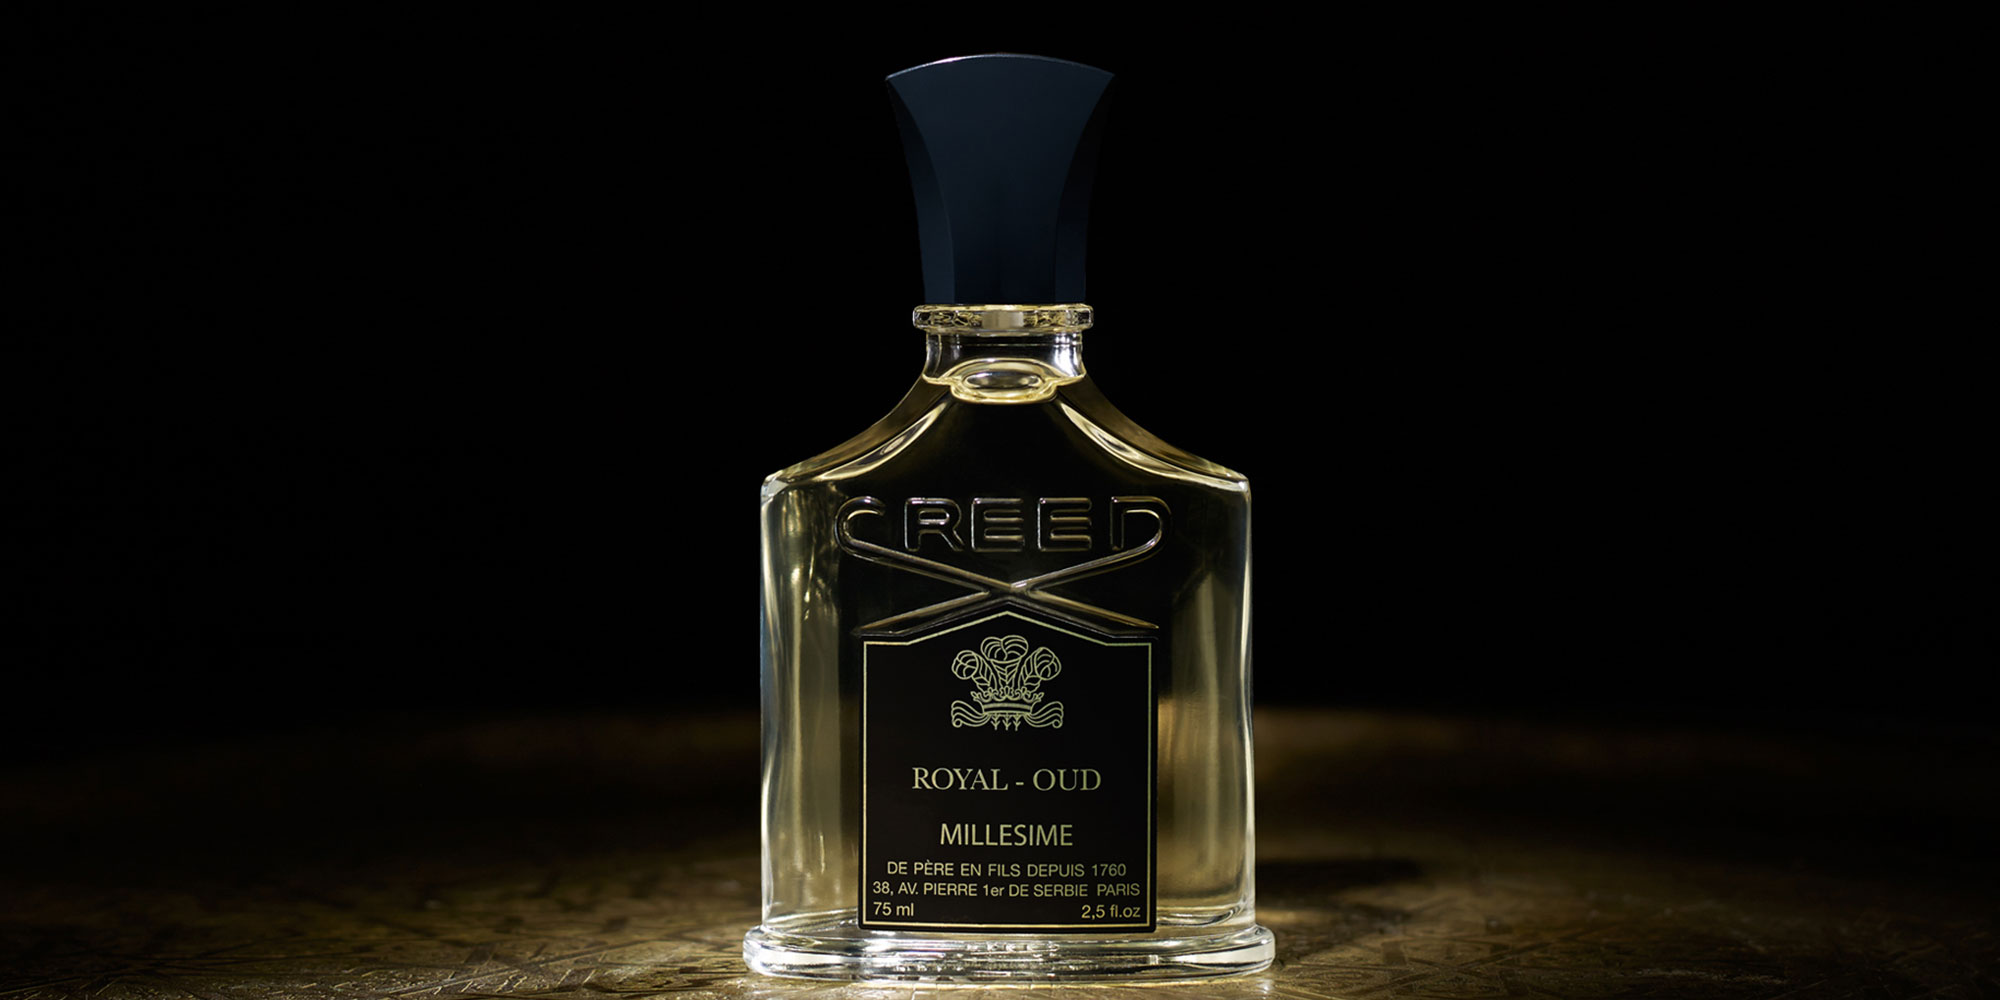 CREED
ROYAL - OUD
MILLESIME
DE PÈRE EN FILS DEPUIS 1760
38, AV. PIERRE 1er DE SERBIE PARIS
75 ml 2,5 fl.oz